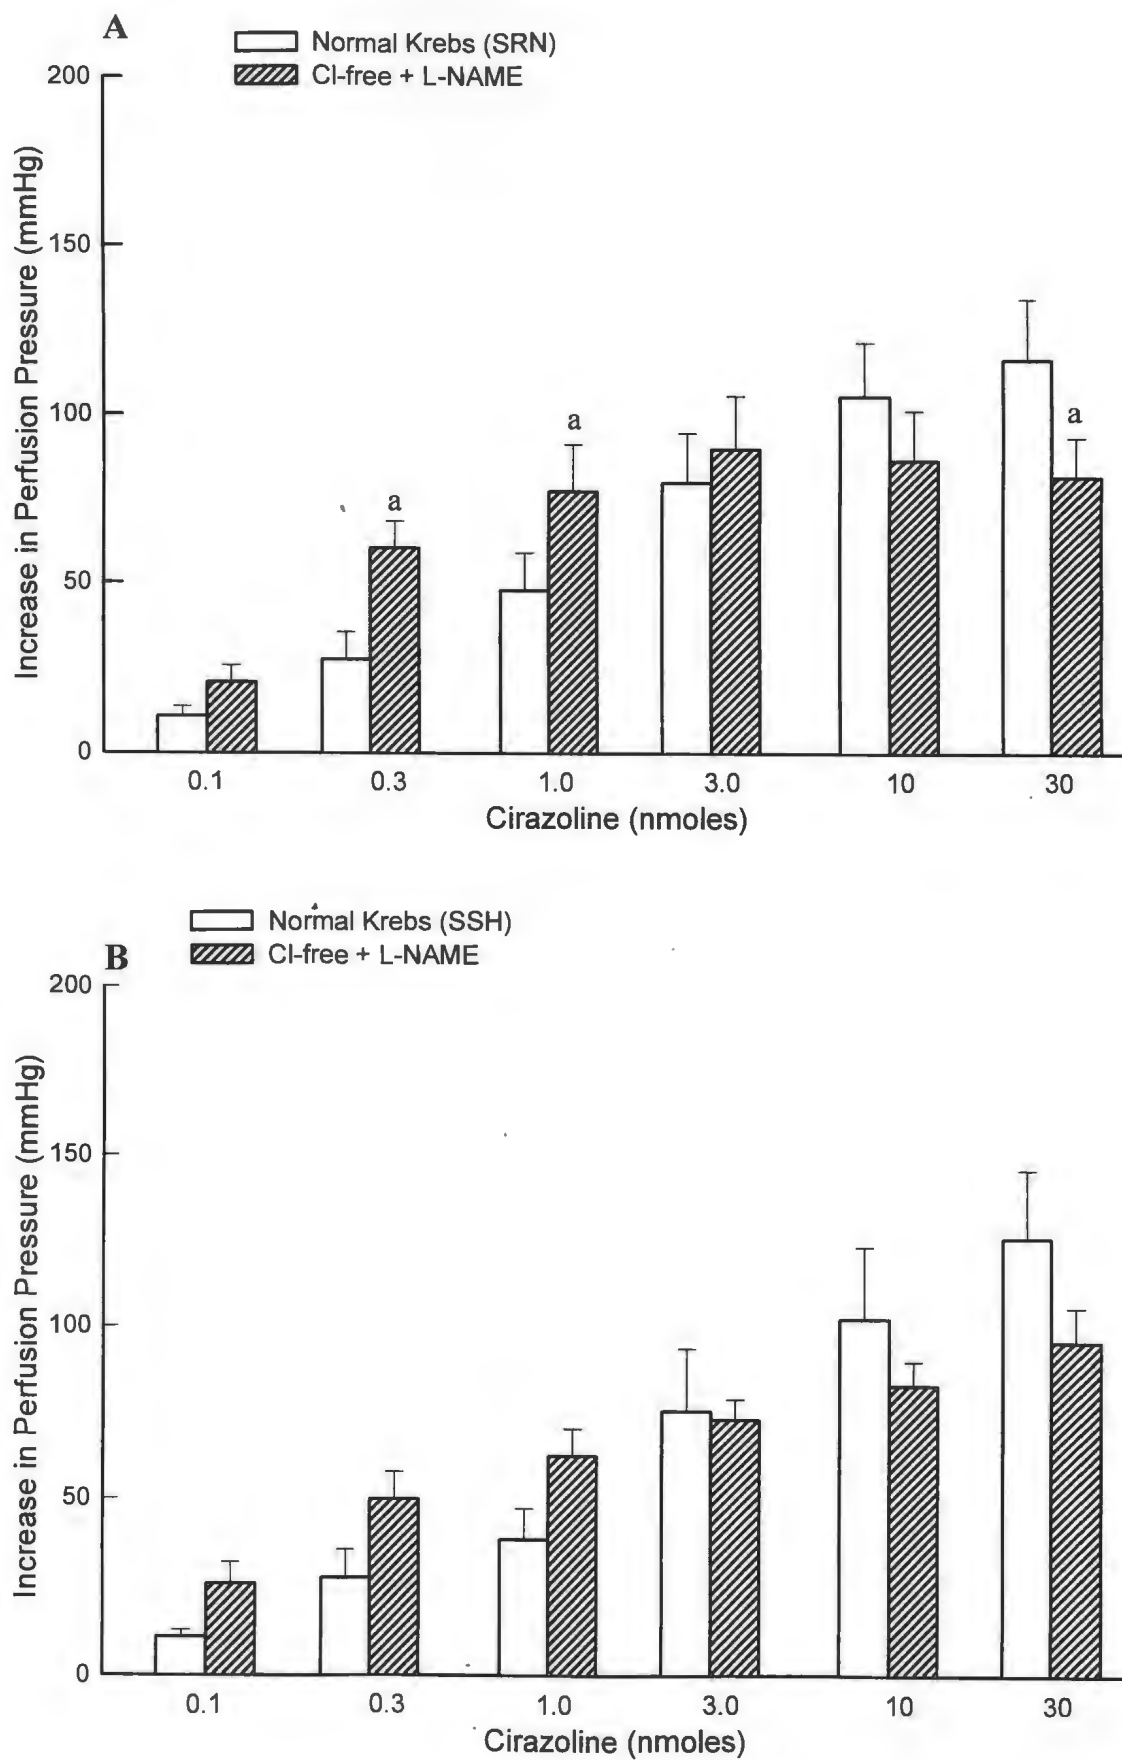 A
Normal Krebs (SRN)
Cl-free + L-NAME
200
150
100
50
0
Increase in Perfusion Pressure (mmHg)
a
a
a
0.1 0.3 1.0 3.0 10 30
Cirazoline (nmoles)
B
Normal Krebs (SSH)
Cl-free + L-NAME
200
150
100
50
0
Increase in Perfusion Pressure (mmHg)
0.1 0.3 1.0 3.0 10 30
Cirazoline (nmoles)